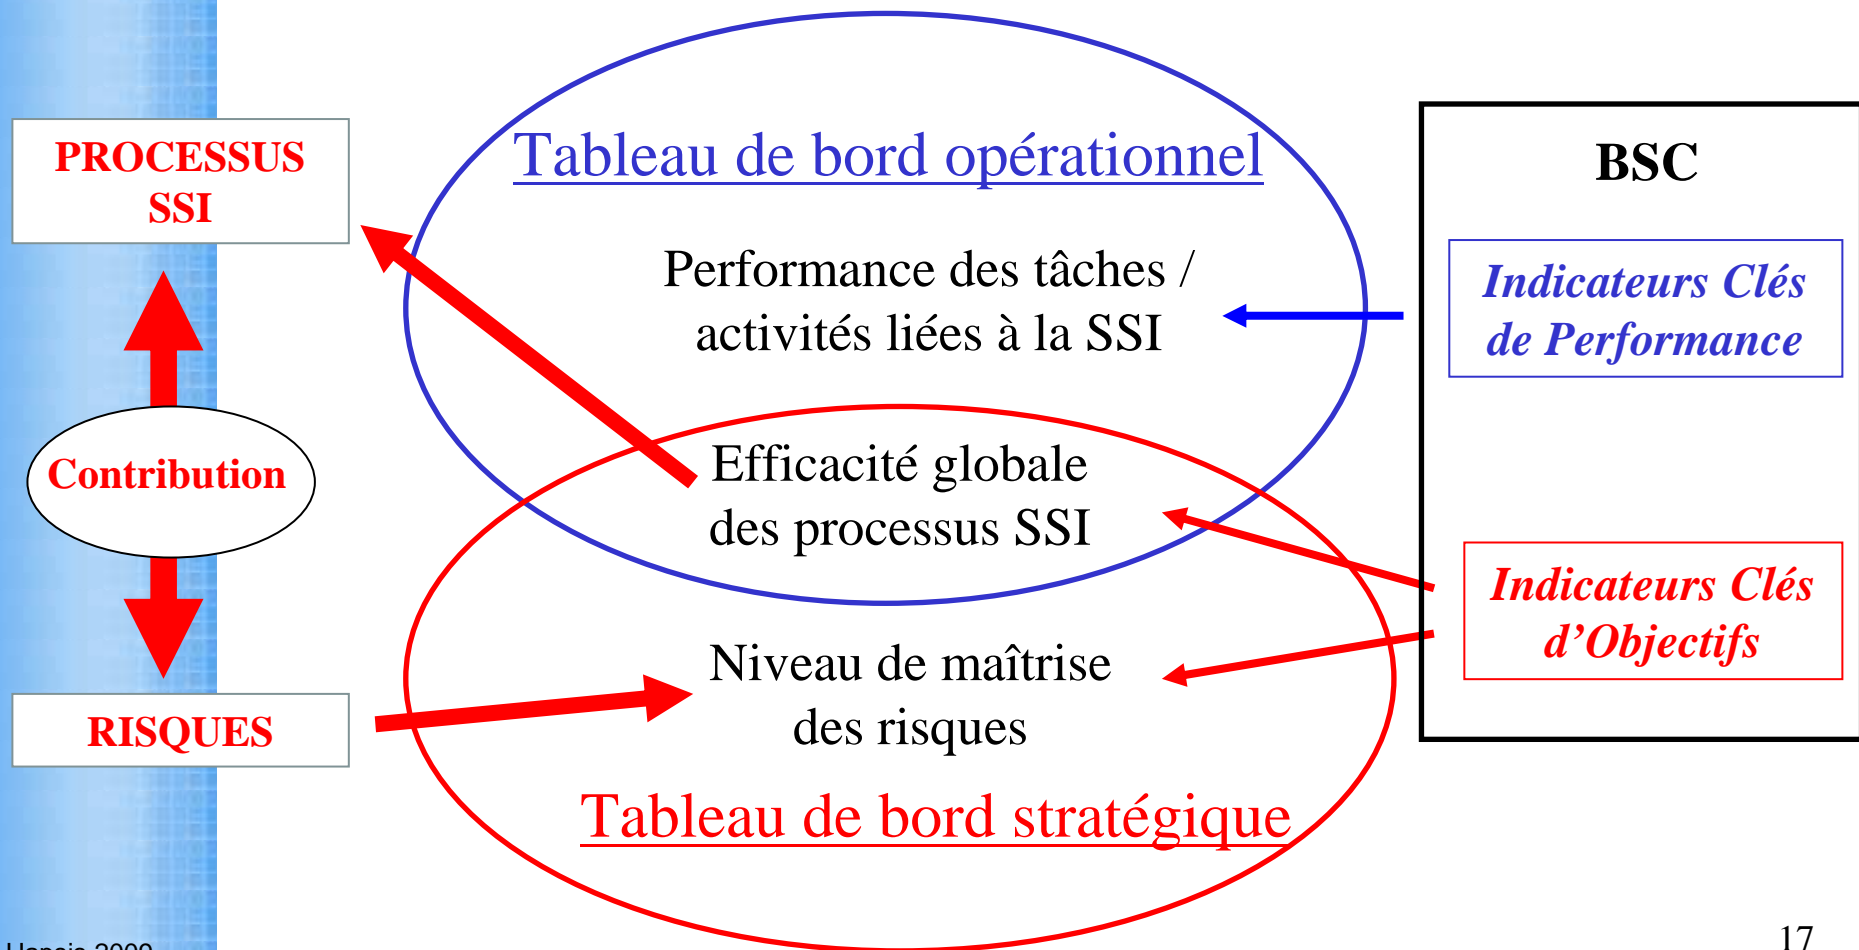 PROCESSUS
SSI
Contribution
RISQUES
Tableau de bord opérationnel
Performance des tâches /
activités liées à la SSI
Efficacité globale
des processus SSI
Niveau de maîtrise
des risques
Tableau de bord stratégique
BSC
Indicateurs Clés
de Performance
Indicateurs Clés
d’Objectifs
2009
17